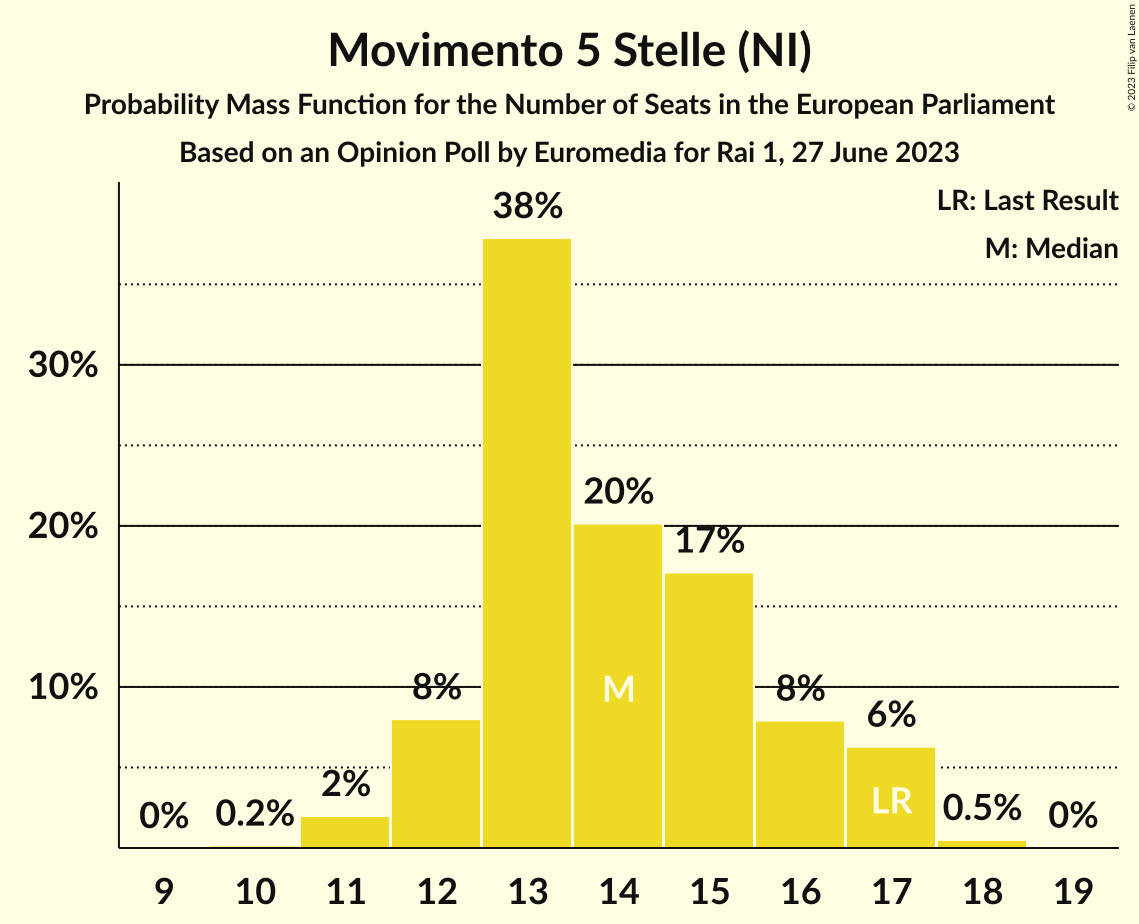 Movimento 5 Stelle (NI)
Probability Mass Function for the Number of Seats in the European Parliament
Based on an Opinion Poll by Euromedia for Rai 1, 27 June 2023
© 2023 Filip van Laenen
LR: Last Result
M: Median
38%
30%
20%
20%
17%
10%
8%
M
8%
6%
2%
LR
0%
0.2%
0.5%
0%
9 10 11 12 13 14 15 16 17 18 19